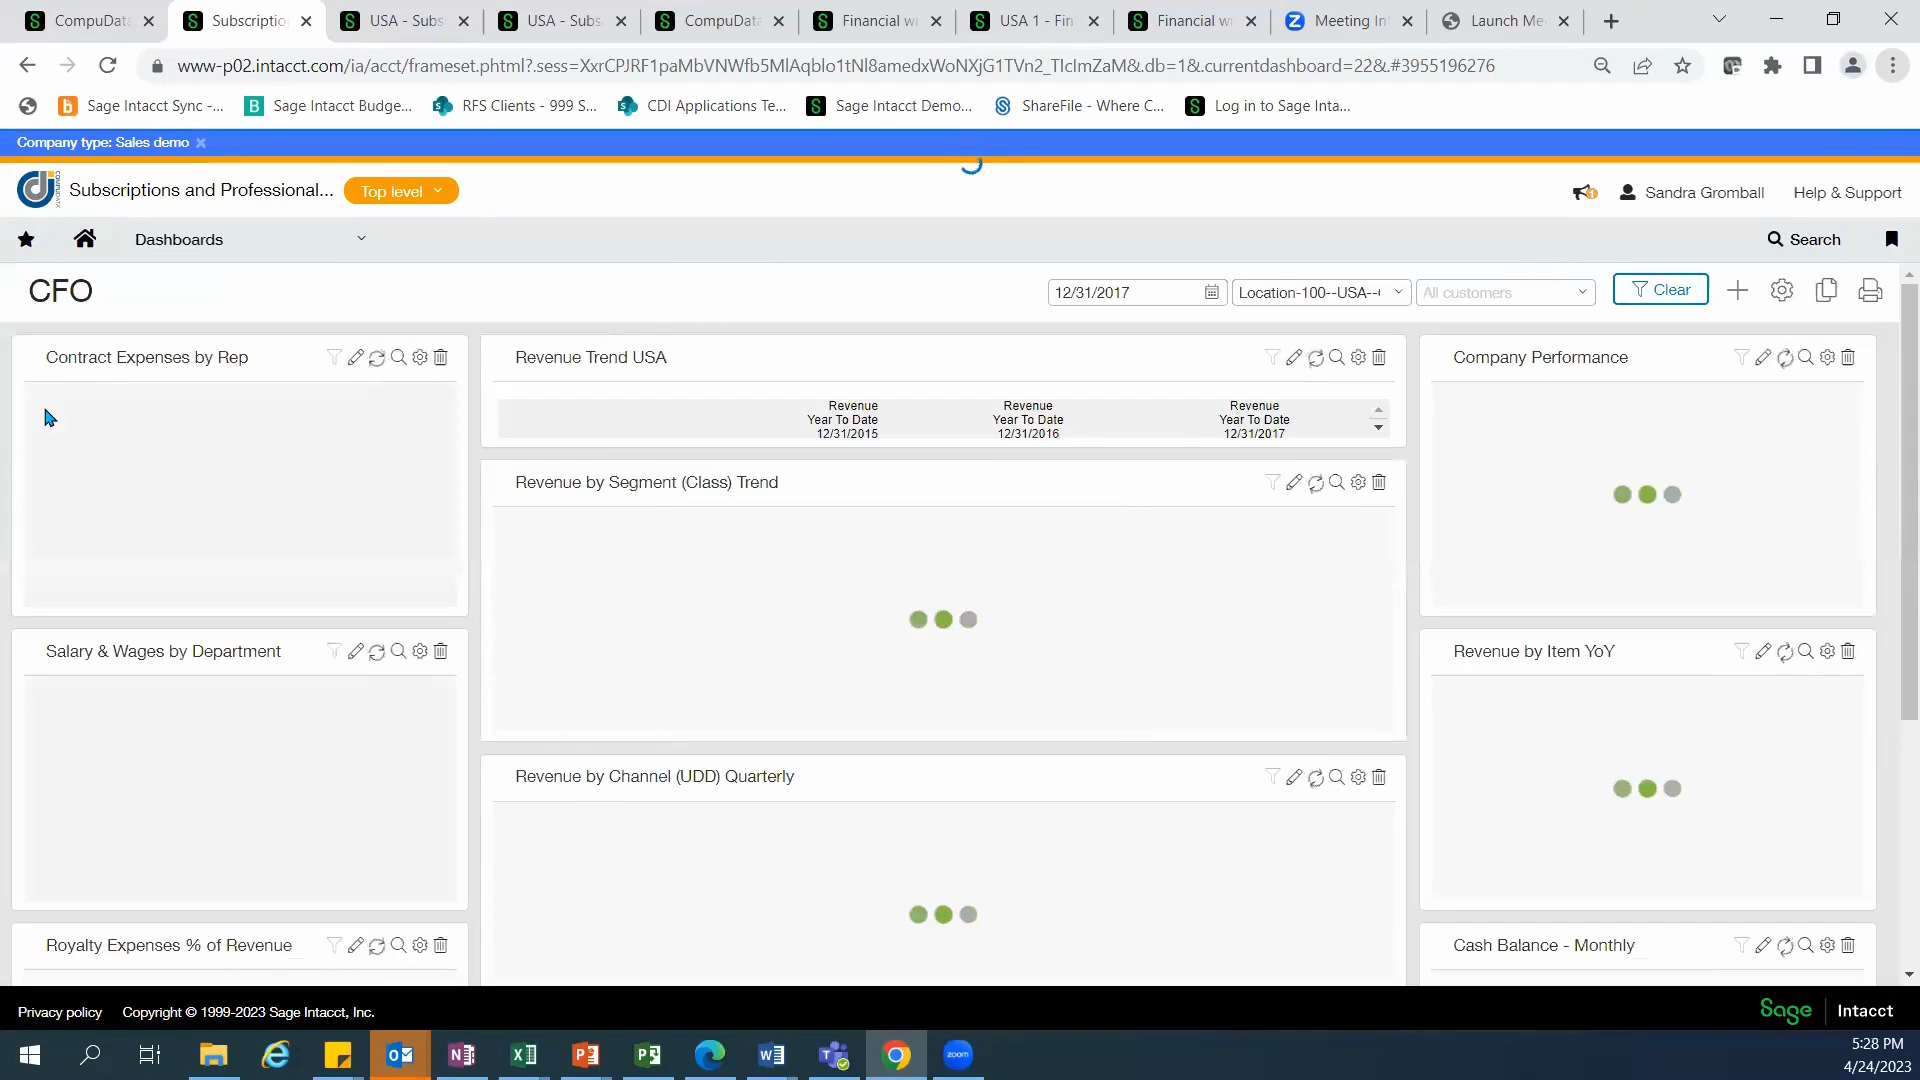 CompuData
Subscriptio
USA - Subs
USA - Subs
CompuData
Financial w
USA 1 - Fin
Financial w
Meeting In
Launch Me
www-p02.intacct.com/ia/acct/frameset.phtml?.sess=XxrCPJRF1paMbVNWfb5MlAqblo1tNl8amedxWoNXjG1TVn2_TIcImZaM&.db=1&.currentdashboard=22&.#3955196276
Sage Intacct Sync -...
Sage Intacct Budge...
RFS Clients - 999 S...
CDI Applications Te...
Sage Intacct Demo...
ShareFile - Where C...
Log in to Sage Inta...
Company type: Sales demo
Subscriptions and Professional...
Top level
Sandra Gromball
Help & Support
Dashboards
Search
CFO
12/31/2017
Location-100--USA--
All customers
Clear
Contract Expenses by Rep
Revenue Trend USA
Revenue
Year To Date
12/31/2015
Revenue
Year To Date
12/31/2016
Revenue
Year To Date
12/31/2017
Company Performance
Revenue by Segment (Class) Trend
Salary & Wages by Department
Revenue by Item YoY
Revenue by Channel (UDD) Quarterly
Royalty Expenses % of Revenue
Cash Balance - Monthly
Privacy policy
Copyright © 1999-2023 Sage Intacct, Inc.
Sage
Intacct
zoom
5:28 PM
4/24/2023